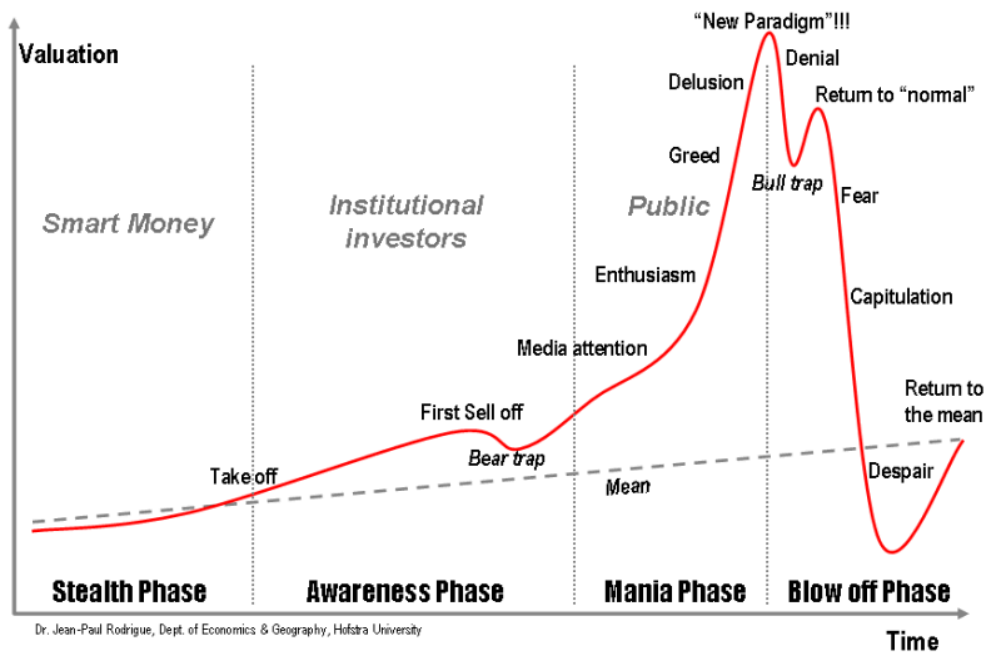 “New Paradigm”!!!
Valuation
Denial
Delusion
Return to “normal”
Greed
Bull trap
Fear
Smart Money
Institutional
investors
Public
Enthusiasm
Capitulation
Media attention
Return to
the mean
First Sell off
Bear trap
Take off
Mean
Despair
Stealth Phase
Awareness Phase
Mania Phase
Blow off Phase
Dr. Jean-Paul Rodrigue, Dept. of Economics & Geography, Hofstra University
Time